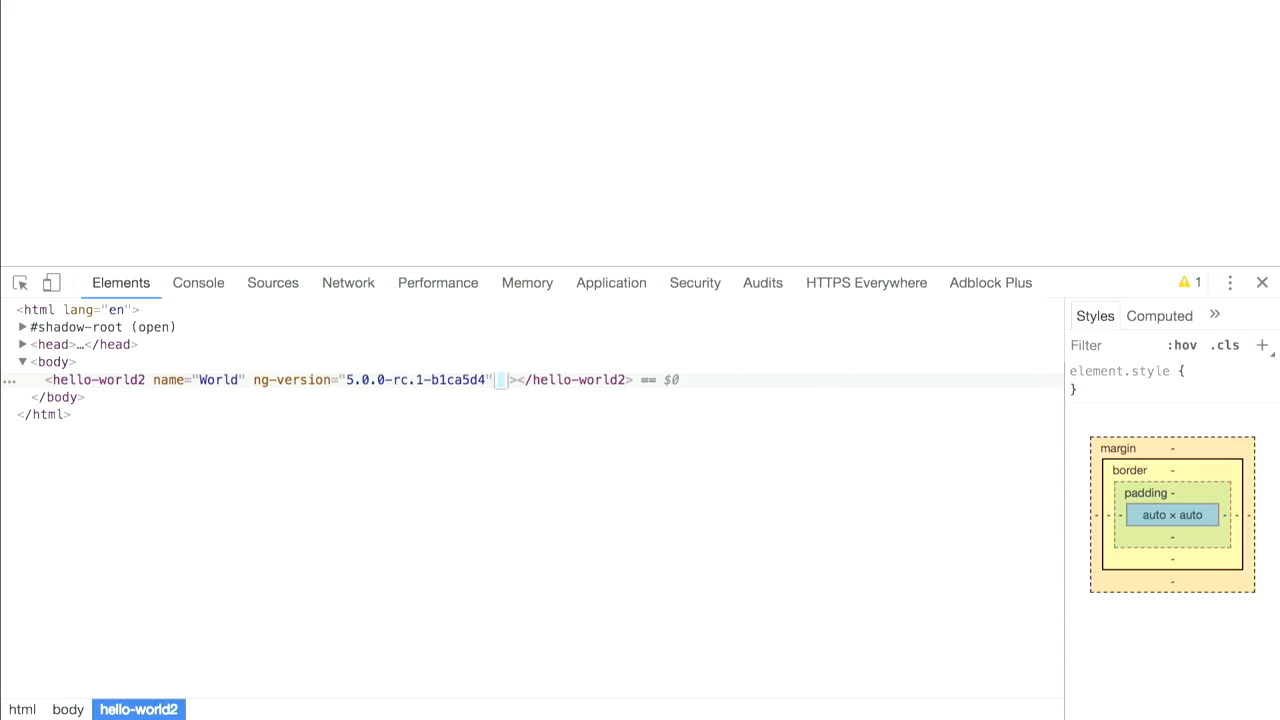 Elements Console Sources Network Performance Memory Application Security Audits HTTPS Everywhere Adblock Plus 1
<html lang="en">
#shadow-root (open)
<head>…</head>
<body>
<hello-world2 name="World" ng-version="5.0.0-rc.1-b1ca5d4" ></hello-world2> == $0
</body>
</html>
Styles Computed »
Filter :hov .cls +
element.style {
}
margin -
border -
padding -
- - - auto × auto - - -
-
-
-
html body hello-world2